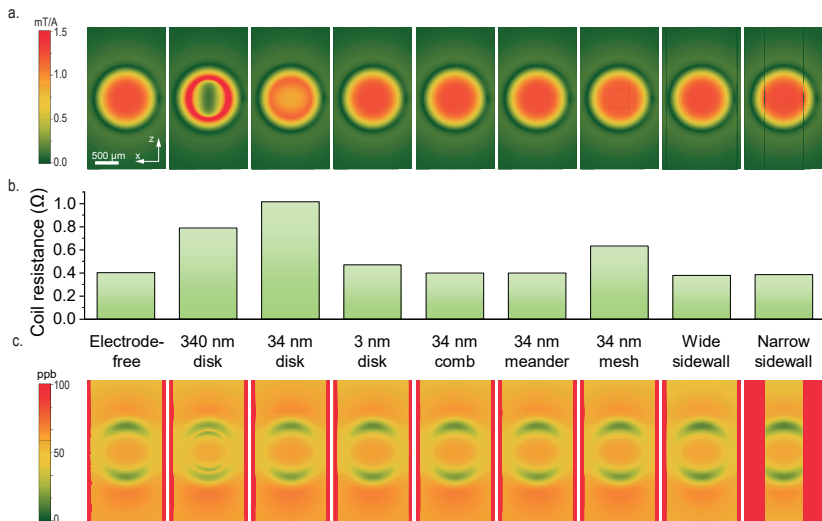 a.
mT/A
1.5
1.0
0.5
0.0
500 µm
x
z
b.
Coil resistance (Ω)
1.0
0.8
0.6
0.4
0.2
0.0
Electrode-free
340 nm disk
34 nm disk
3 nm disk
34 nm comb
34 nm meander
34 nm mesh
Wide sidewall
Narrow sidewall
c.
ppb
100
50
0